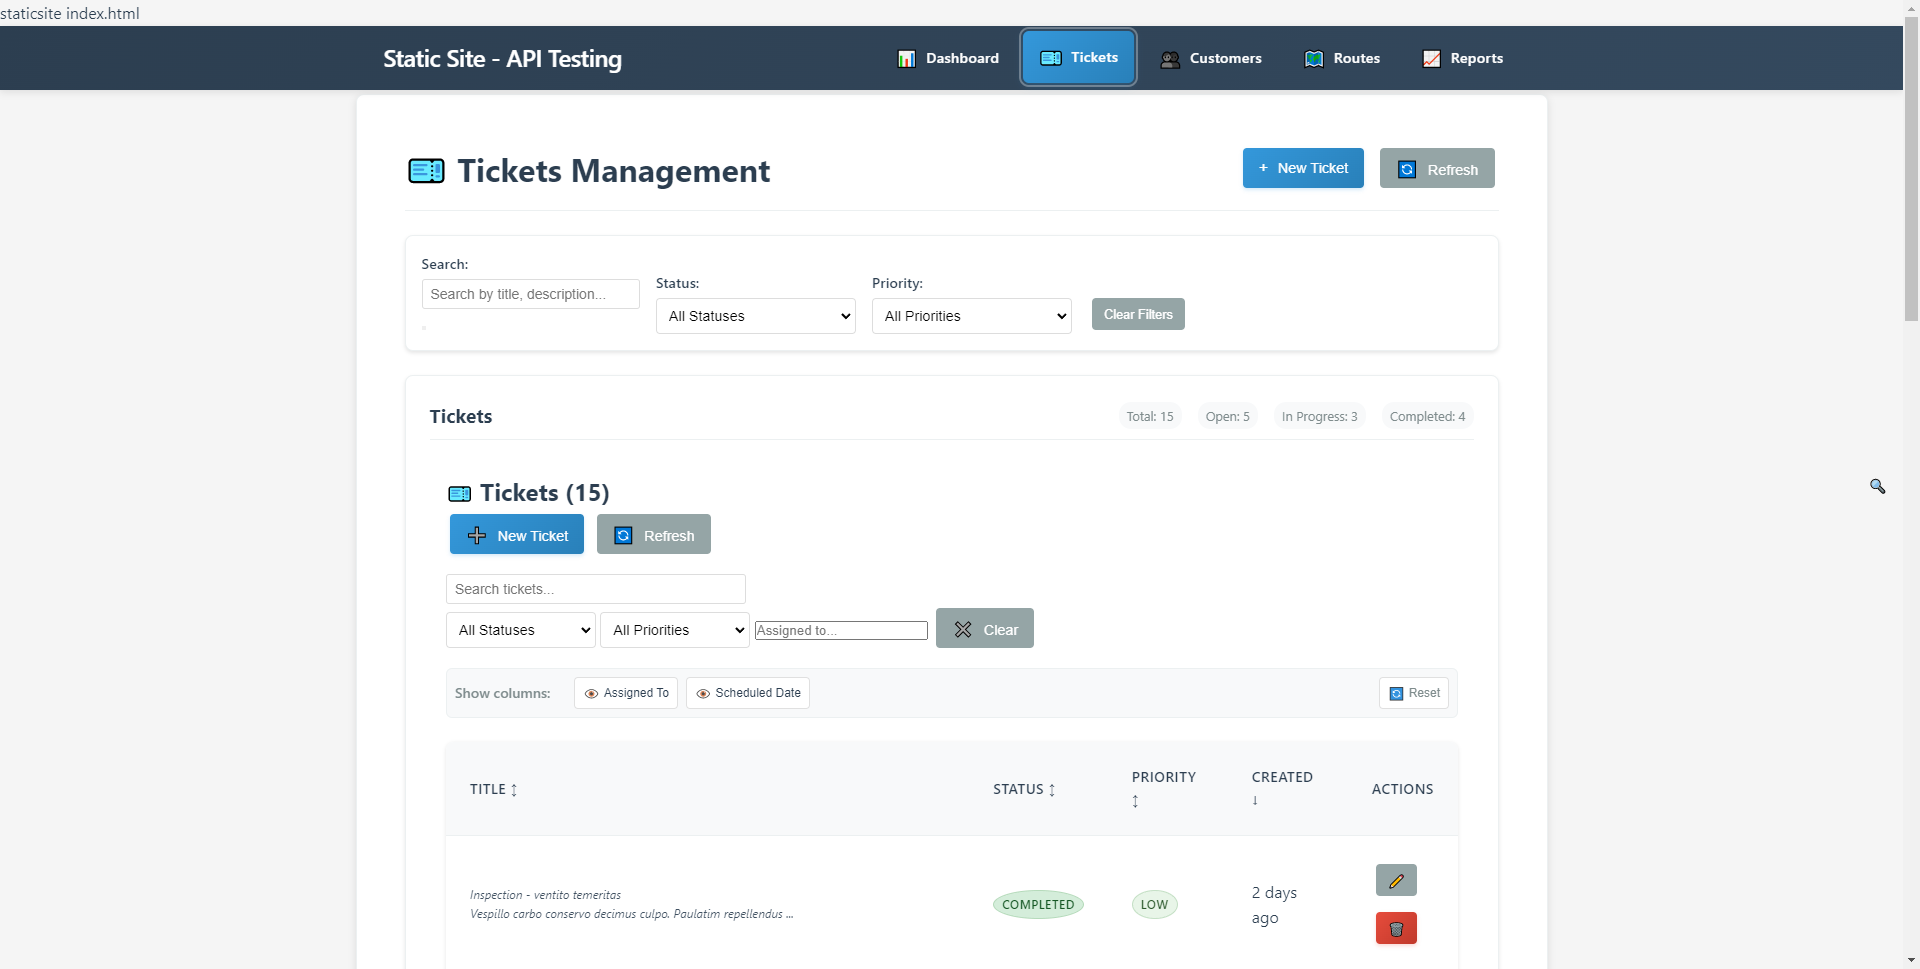 staticsite index.html
Static Site - API Testing
Dashboard
Tickets
Customers
Routes
Reports
Tickets Management
+ New Ticket
Refresh
Search:
Search by title, description...
Status:
All Statuses
Priority:
All Priorities
Clear Filters
Tickets
Total: 15
Open: 5
In Progress: 3
Completed: 4
Tickets (15)
New Ticket
Refresh
Search tickets...
All Statuses
All Priorities
Assigned to...
Clear
Show columns:
Assigned To
Scheduled Date
Reset
TITLE ↕
STATUS ↕
PRIORITY
↕
CREATED
↓
ACTIONS
Inspection - ventito temeritas
Vespillo carbo conservo decimus culpo. Paulatim repellendus ...
COMPLETED
LOW
2 days
ago